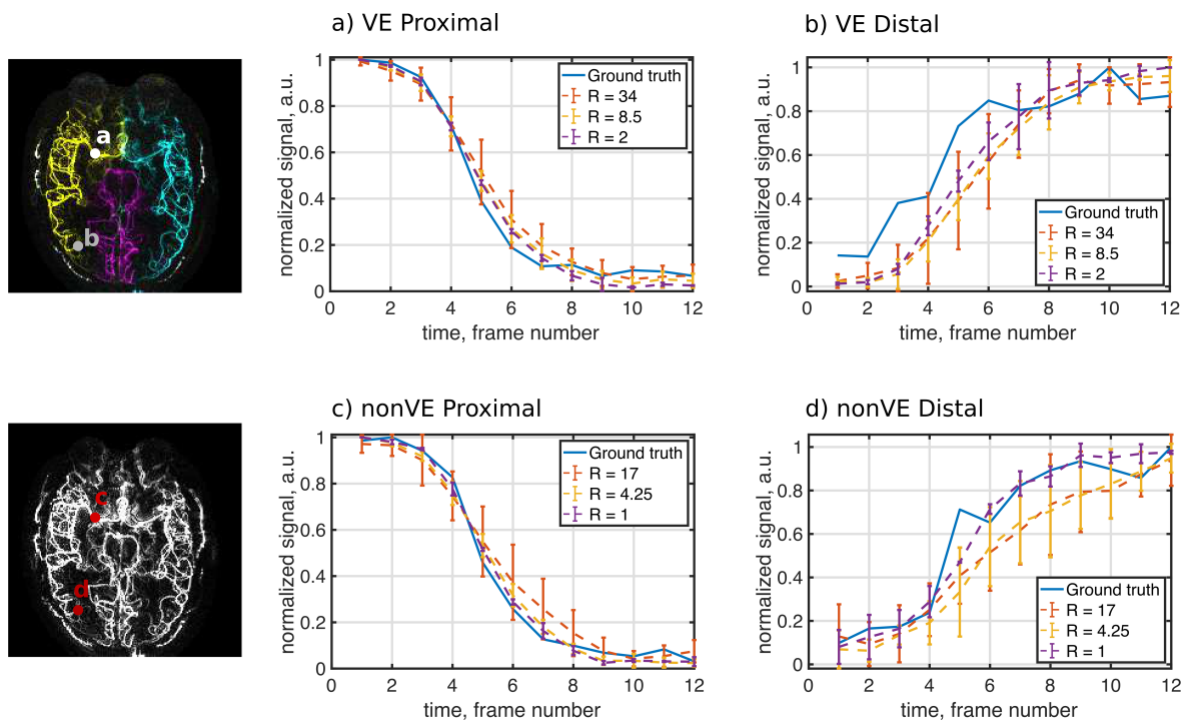 a) VE Proximal
b) VE Distal
a
b
normalized signal, a.u.
1
0.8
0.6
0.4
0.2
0
0 2 4 6 8 10 12
time, frame number
Ground truth
R = 34
R = 8.5
R = 2
normalized signal, a.u.
1
0.8
0.6
0.4
0.2
0
0 2 4 6 8 10 12
time, frame number
Ground truth
R = 34
R = 8.5
R = 2
c) nonVE Proximal
d) nonVE Distal
c
d
normalized signal, a.u.
1
0.8
0.6
0.4
0.2
0
0 2 4 6 8 10 12
time, frame number
Ground truth
R = 17
R = 4.25
R = 1
normalized signal, a.u.
1
0.8
0.6
0.4
0.2
0
0 2 4 6 8 10 12
time, frame number
Ground truth
R = 17
R = 4.25
R = 1